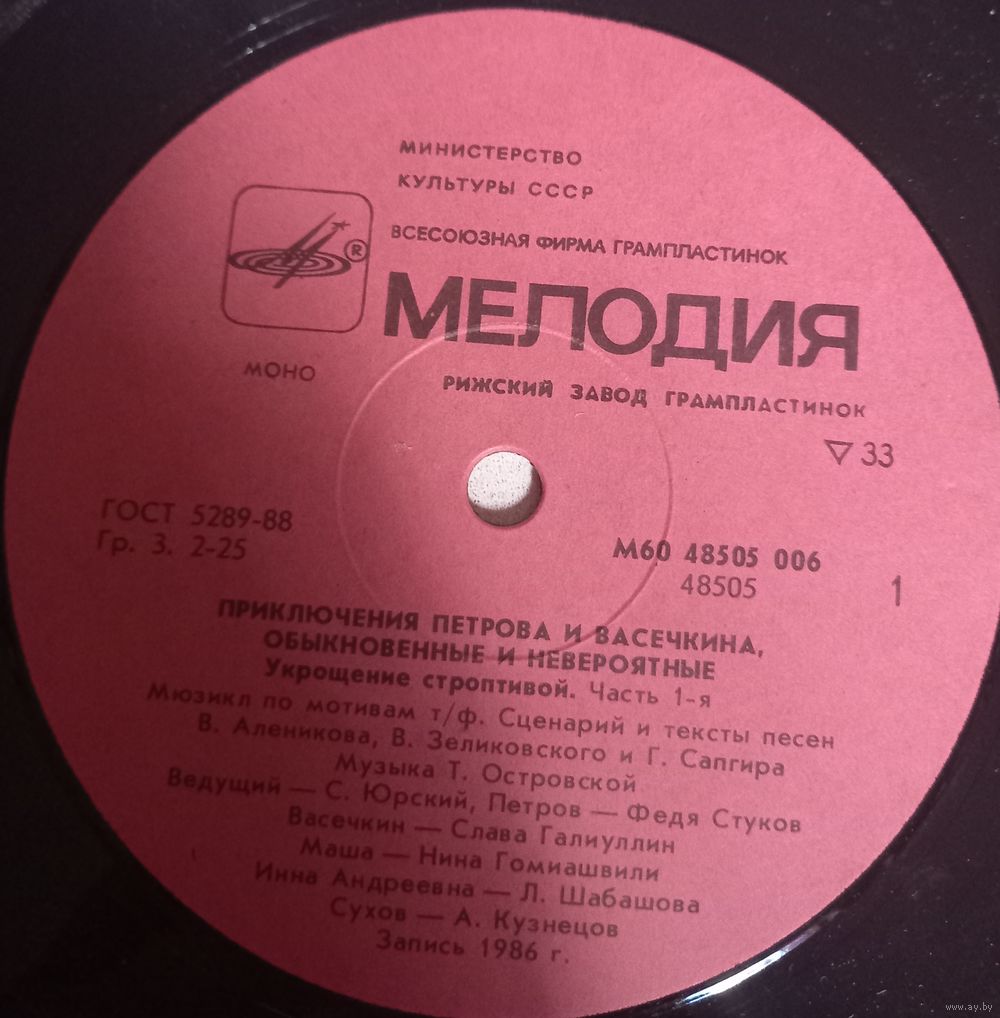 МИНИСТЕРСТВО
КУЛЬТУРЫ СССР
ВСЕСОЮЗНАЯ ФИРМА ГРАМПЛАСТИНОК
®
МЕЛОДИЯ
МОНО
РИЖСКИЙ ЗАВОД ГРАМПЛАСТИНОК
▽ 33
ГОСТ 5289-88
Гр. 3. 2-25
М60 48505 006
48505
1
ПРИКЛЮЧЕНИЯ ПЕТРОВА И ВАСЕЧКИНА,
ОБЫКНОВЕННЫЕ И НЕВЕРОЯТНЫЕ
Укрощение строптивой. Часть 1-я
Мюзикл по мотивам т/ф. Сценарий и тексты песен
В. Аленикова, В. Зеликовского и Г. Сапгира
Музыка Т. Островской
Ведущий — С. Юрский, Петров — Федя Стуков
Васечкин — Слава Галиуллин
Маша — Нина Гомиашвили
Инна Андреевна — Л. Шабашова
Сухов — А. Кузнецов
Запись 1986 г.
www.ay.by